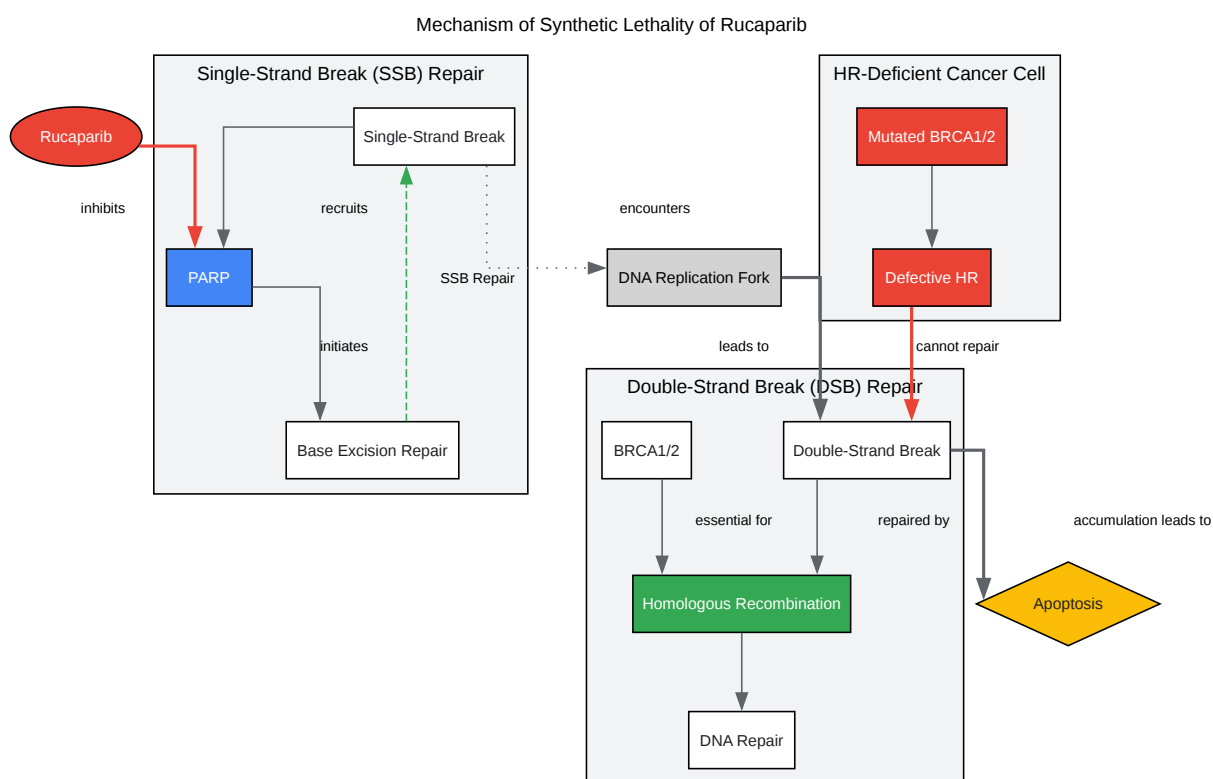 Mechanism of Synthetic Lethality of Rucaparib
Single-Strand Break (SSB) Repair
HR-Deficient Cancer Cell
Rucaparib
Single-Strand Break
Mutated BRCA1/2
inhibits
recruits
encounters
PARP
SSB Repair
DNA Replication Fork
Defective HR
initiates
leads to
cannot repair
Double-Strand Break (DSB) Repair
Base Excision Repair
BRCA1/2
Double-Strand Break
essential for
repaired by
accumulation leads to
Homologous Recombination
Apoptosis
DNA Repair